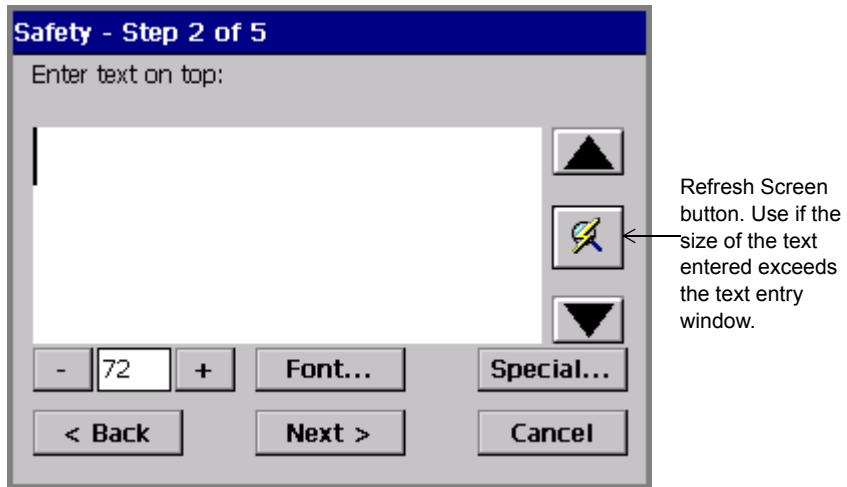 Safety - Step 2 of 5
Enter text on top:
Refresh Screen
button. Use if the
size of the text
entered exceeds
the text entry
window.
- 72 + Font... Special...
< Back Next > Cancel